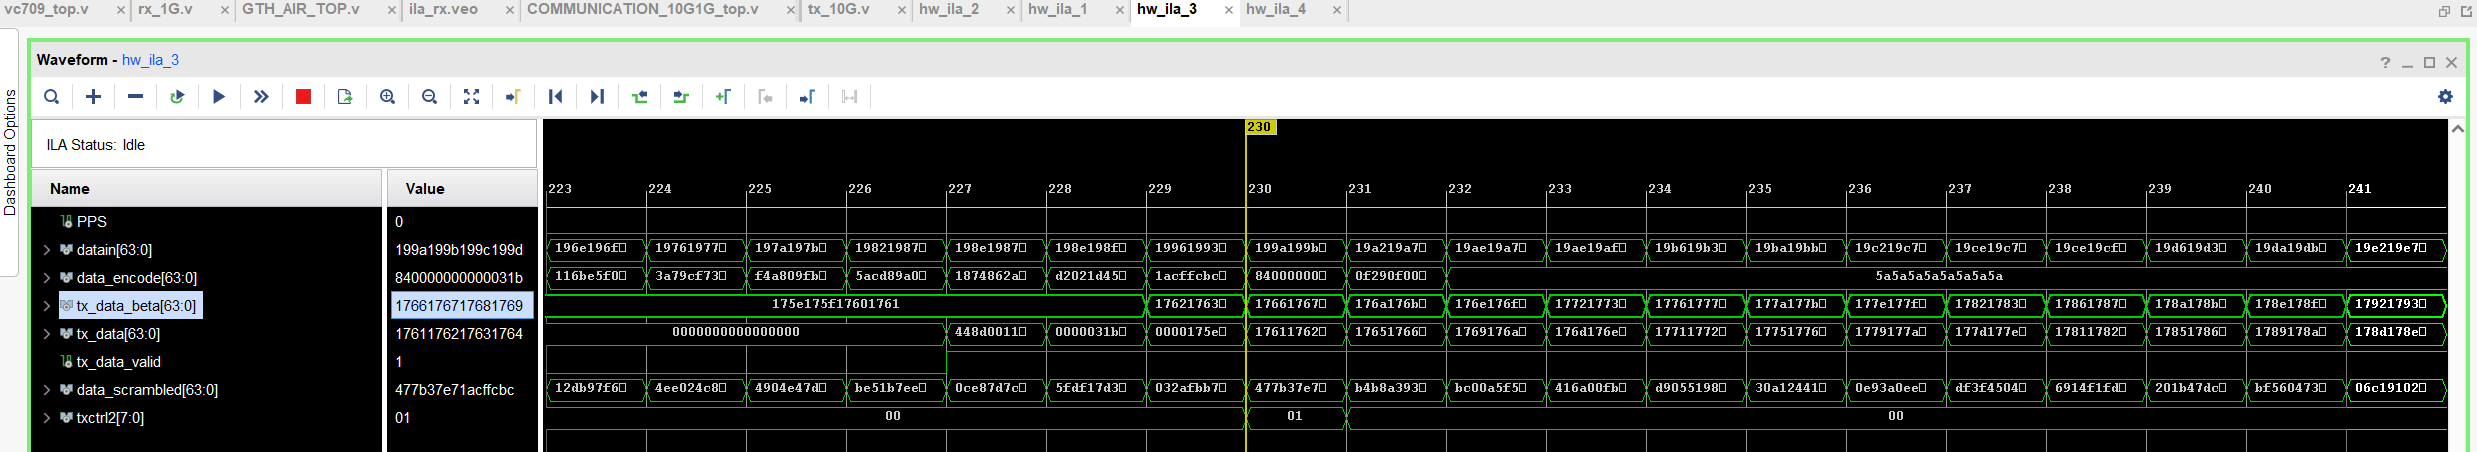 vc709_top.v × rx_1G.v × GTH_AIR_TOP.v × ila_rx.veo × COMMUNICATION_10G1G_top.v × tx_10G.v × hw_ila_2 × hw_ila_1 × hw_ila_3 × hw_ila_4 ×
Dashboard Options
Waveform - hw_ila_3
ILA Status: Idle
230
Name Value
223 224 225 226 227 228 229 230 231 232 233 234 235 236 237 238 239 240 241
PPS 0
datain[63:0] 199a199b199c199d 196e196f□ 19761977□ 197a197b□ 19821987□ 198e1987□ 198e198f□ 19961993□ 199a199b□ 19a219a7□ 19ae19a7□ 19ae19af□ 19b619b3□ 19ba19bb□ 19c219c7□ 19ce19c7□ 19ce19cf□ 19d619d3□ 19da19db□ 19e219e7□
data_encode[63:0] 840000000000031b 116be5f0□ 3a79cf73□ f4a809fb□ 5acd89a0□ 1874862a□ d2021d45□ 1acffcbc□ 84000000□ 0f290f00□ 5a5a5a5a5a5a5a5a
tx_data_beta[63:0] 1766176717681769 175e175f17601761 17621763□ 17661767□ 176a176b□ 176e176f□ 17721773□ 17761777□ 177a177b□ 177e177f□ 17821783□ 17861787□ 178a178b□ 178e178f□ 17921793□
tx_data[63:0] 1761176217631764 0000000000000000 448d0011□ 0000031b□ 0000175e□ 17611762□ 17651766□ 1769176a□ 176d176e□ 17711772□ 17751776□ 1779177a□ 177d177e□ 17811782□ 17851786□ 1789178a□ 178d178e□
tx_data_valid 1
data_scrambled[63:0] 477b37e71acffcbc 12db97f6□ 4ee024c8□ 4904e47d□ be51b7ee□ 0ce87d7c□ 5fdf17d3□ 032afbb7□ 477b37e7□ b4b8a393□ bc00a5f5□ 416a00fb□ d9055198□ 30a12441□ 0e93a0ee□ df3f4504□ 6914f1fd□ 201b47dc□ bf560473□ 06c19102□
txctrl2[7:0] 01 00 01 00